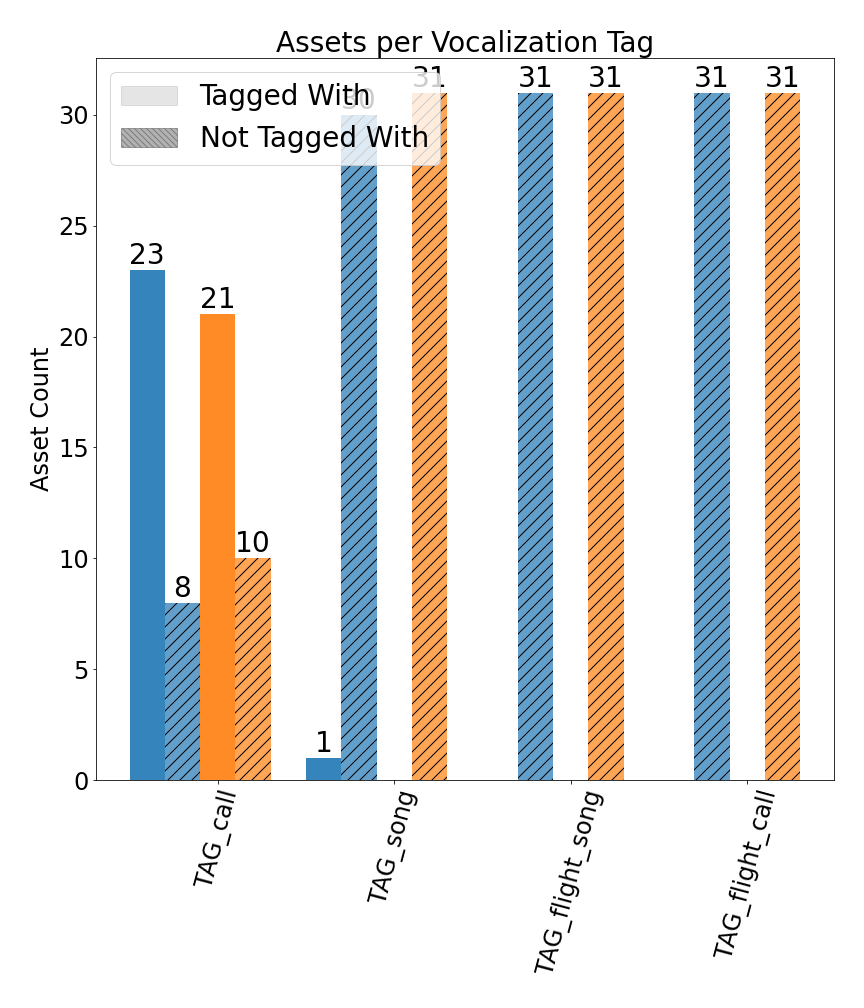 Assets per Vocalization Tag
Tagged With
Not Tagged With
31
30
31
31
31
31
23
21
10
8
1
30
25
20
15
10
5
0
Asset Count
TAG_call
TAG_song
TAG_flight_song
TAG_flight_call